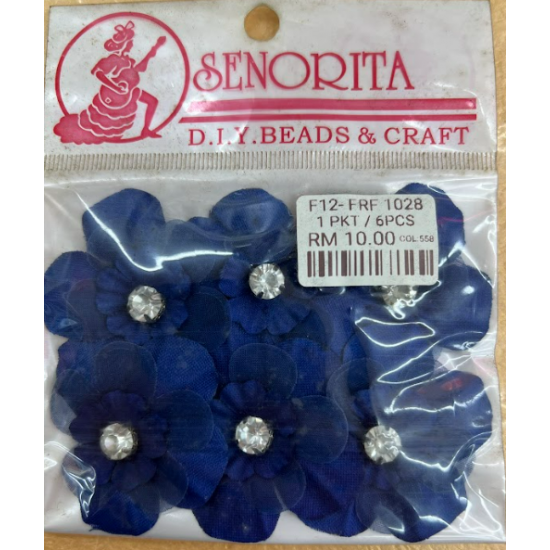 SENORITA
D.I.Y.BEADS & CRAFT
F12- FRF 1028
1 PKT / 6PCS
RM 10.00 COL.558